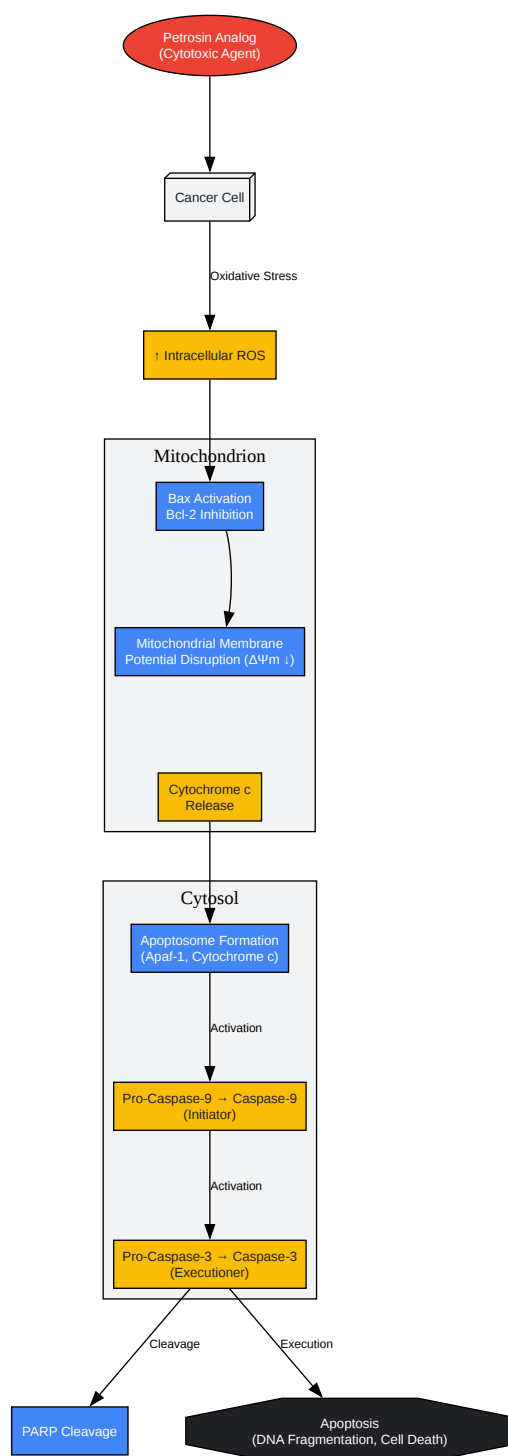 Petrosin Analog
(Cytotoxic Agent)
Cancer Cell
Oxidative Stress
↑ Intracellular ROS
Mitochondrion
Bax Activation
Bcl-2 Inhibition
Mitochondrial Membrane
Potential Disruption (ΔΨm ↓)
Cytochrome c
Release
Cytosol
Apoptosome Formation
(Apaf-1, Cytochrome c)
Activation
Pro-Caspase-9 → Caspase-9
(Initiator)
Activation
Pro-Caspase-3 → Caspase-3
(Executioner)
Cleavage
Execution
PARP Cleavage
Apoptosis
(DNA Fragmentation, Cell Death)